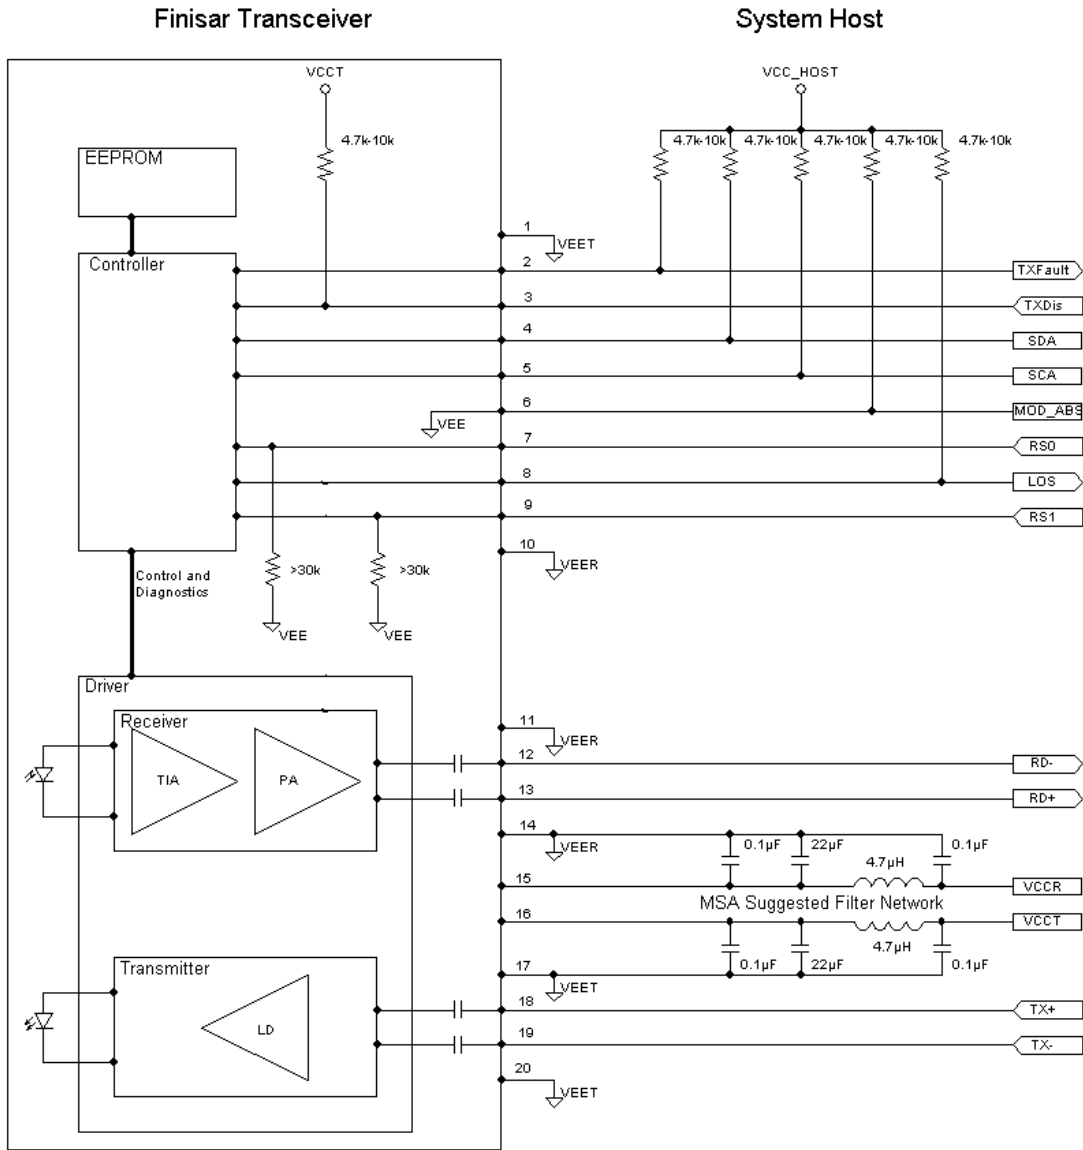 Finisar Transceiver
System Host
VCCT
VCC_HOST
4.7k-10k
4.7k-10k
4.7k-10k
4.7k-10k
4.7k-10k
4.7k-10k
EEPROM
1
VEET
Controller
2
TXFault
3
TXDis
4
SDA
5
SCA
6
MOD_ABS
VEE
7
RS0
8
LOS
9
RS1
10
VEER
>30k
>30k
Control and
Diagnostics
VEE
VEE
Driver
Receiver
11
VEER
12
RD-
TIA
PA
13
RD+
14
VEER
0.1µF
22µF
0.1µF
4.7µH
15
VCCR
MSA Suggested Filter Network
16
VCCT
4.7µH
0.1µF
22µF
0.1µF
Transmitter
17
VEET
18
TX+
LD
19
TX-
20
VEET